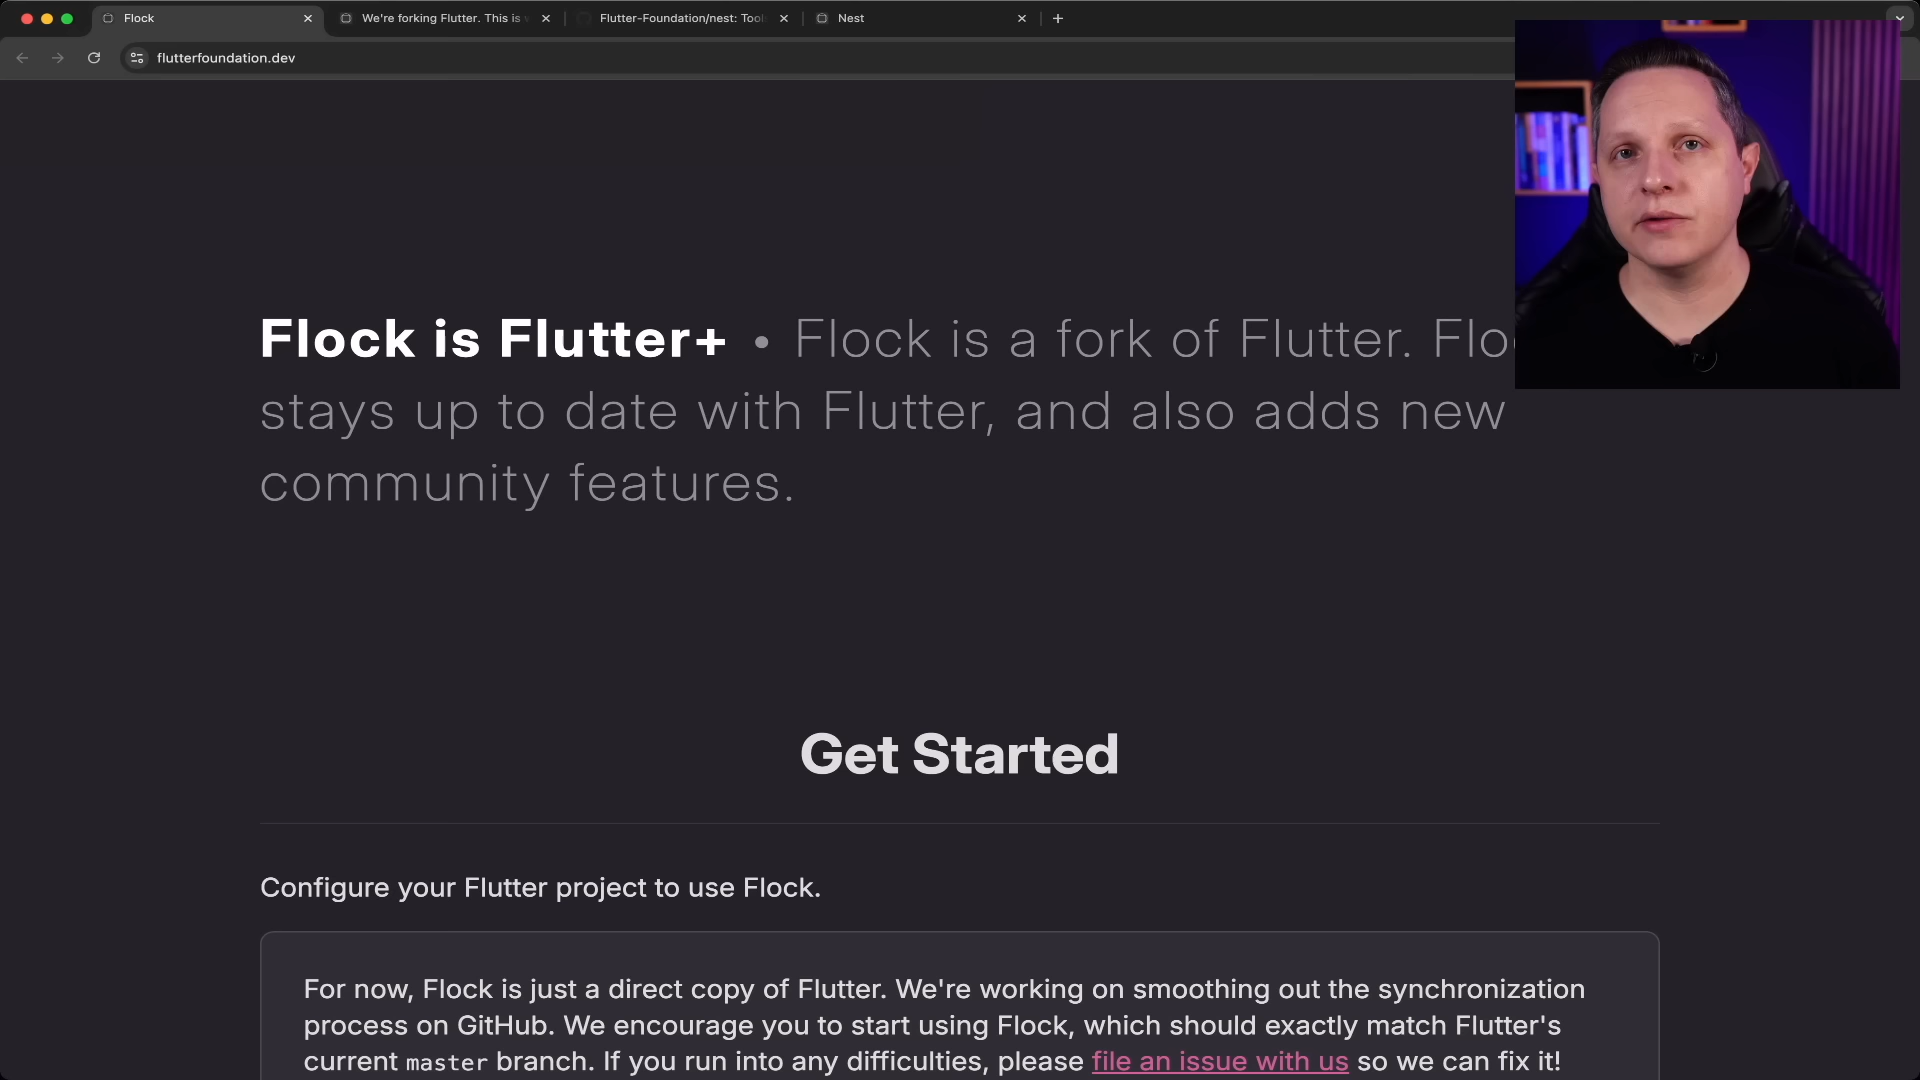 Flock
We're forking Flutter. This is
Flutter-Foundation/nest: Tool
Nest
flutterfoundation.dev
Flock is Flutter+ • Flock is a fork of Flutter. Flo
stays up to date with Flutter, and also adds new
community features.
Get Started
Configure your Flutter project to use Flock.
For now, Flock is just a direct copy of Flutter. We're working on smoothing out the synchronization
process on GitHub. We encourage you to start using Flock, which should exactly match Flutter's
current master branch. If you run into any difficulties, please file an issue with us so we can fix it!